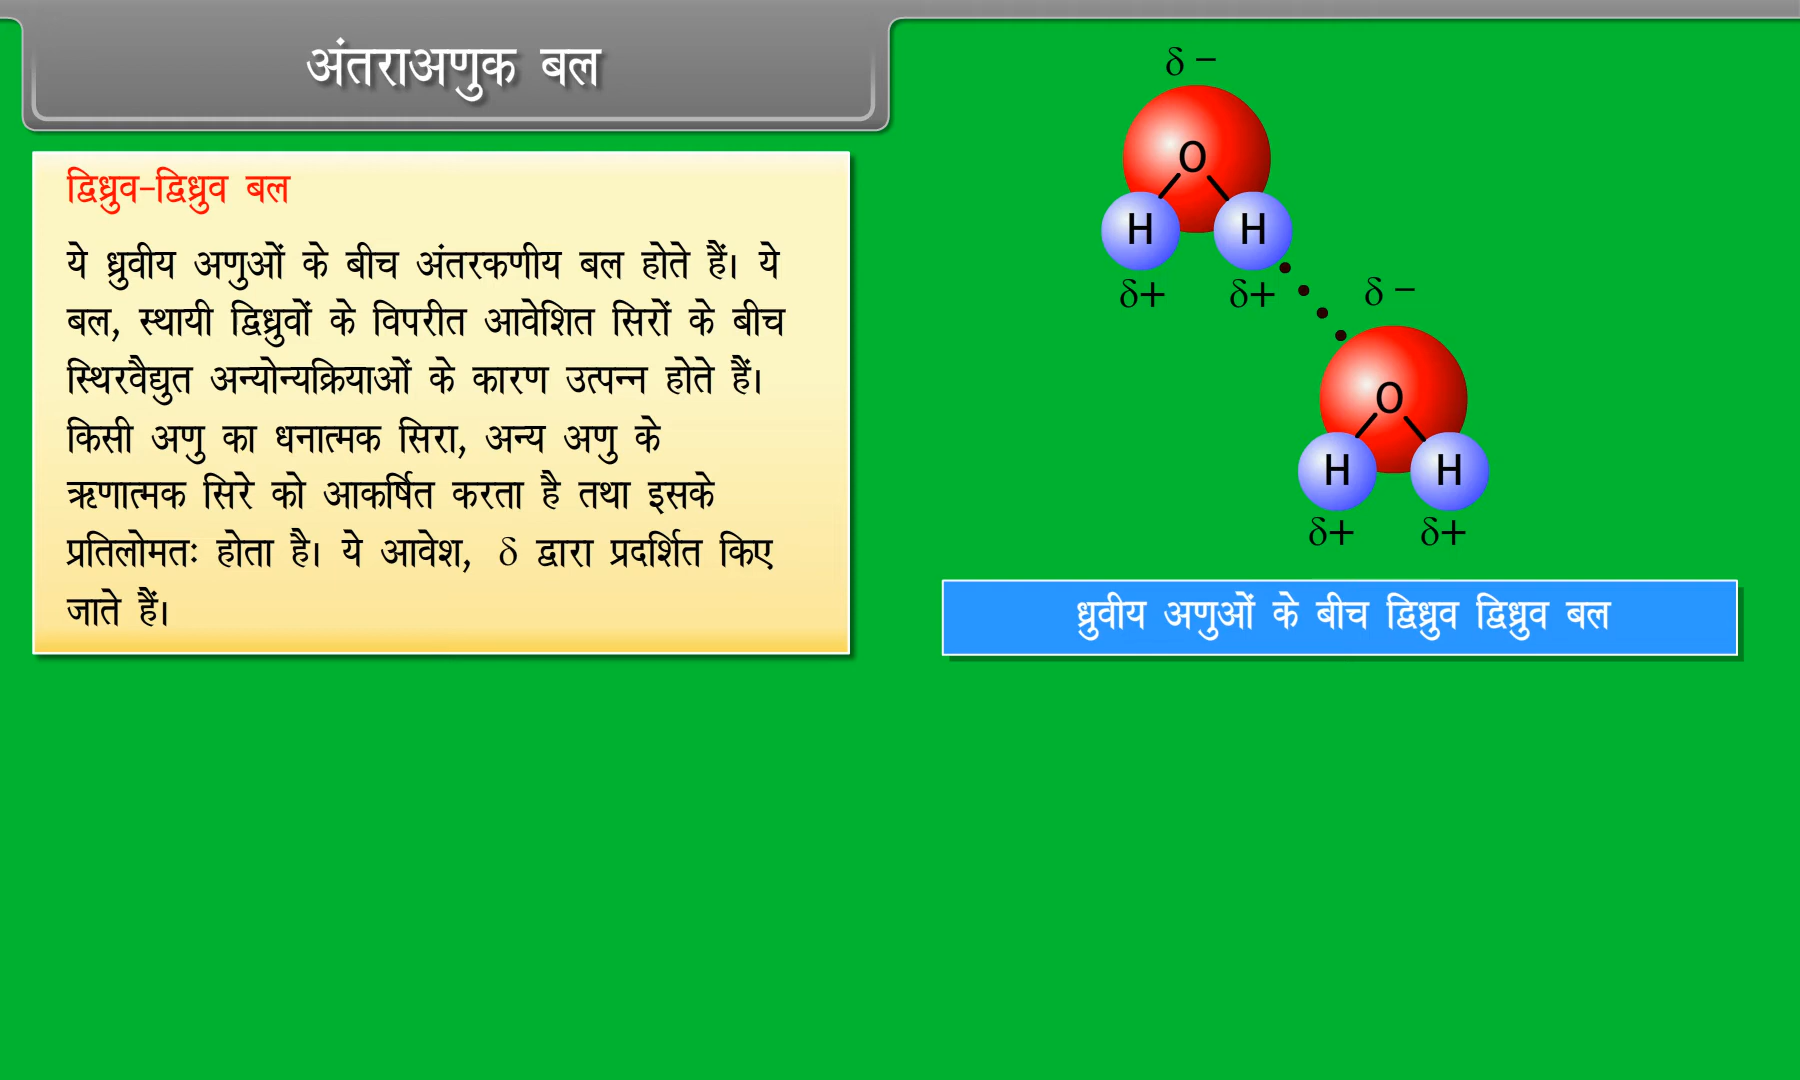 अंतराअणुक बल
द्विध्रुव-द्विध्रुव बल
ये ध्रुवीय अणुओं के बीच अंतरकणीय बल होते हैं। ये
बल, स्थायी द्विध्रुवों के विपरीत आवेशित सिरों के बीच
स्थिरवैद्युत अन्योन्यक्रियाओं के कारण उत्पन्न होते हैं।
किसी अणु का धनात्मक सिरा, अन्य अणु के
ऋणात्मक सिरे को आकर्षित करता है तथा इसके
प्रतिलोमतः होता है। ये आवेश, δ द्वारा प्रदर्शित किए
जाते हैं।
δ −
O
H H
δ+ δ+
δ −
O
H H
δ+ δ+
ध्रुवीय अणुओं के बीच द्विध्रुव द्विध्रुव बल